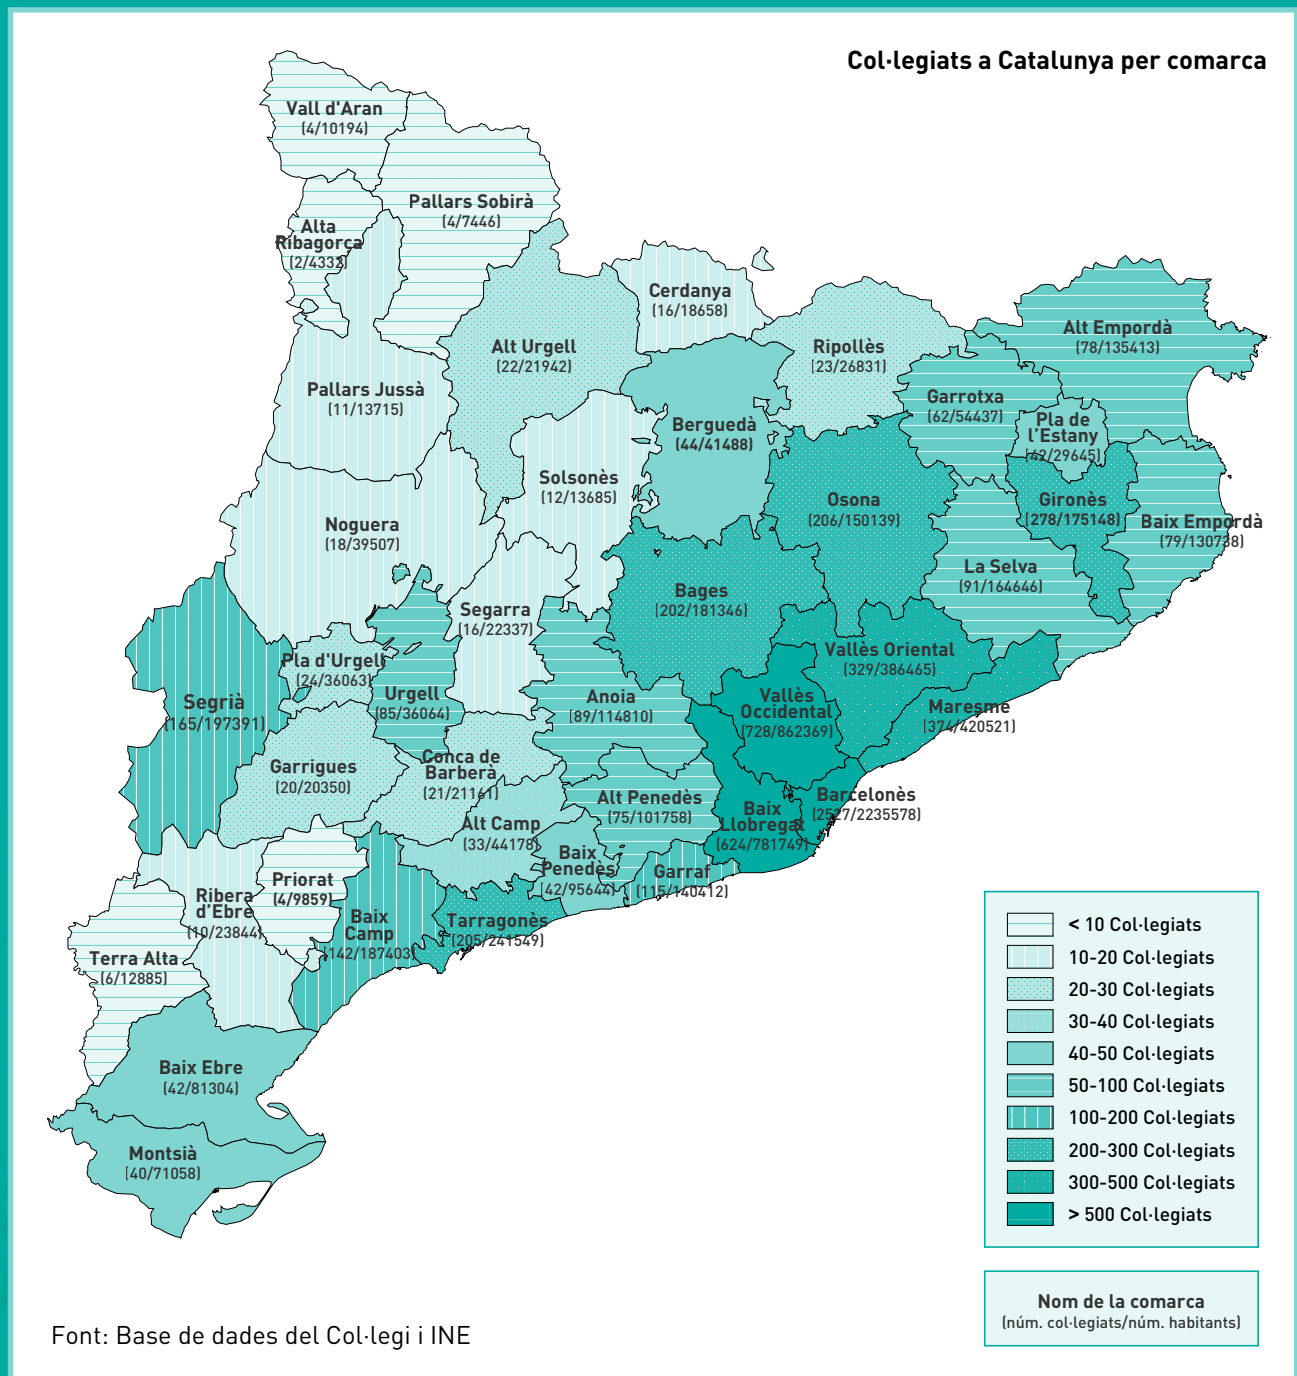 Col·legiats a Catalunya per comarca
Vall d'Aran
(4/10194)
Pallars Sobirà
(4/7446)
Alta
Ribagorça
(2/4332)
Cerdanya
(16/18658)
Alt Urgell
(22/21942)
Ripollès
(23/26831)
Alt Empordà
(78/135413)
Pallars Jussà
(11/13715)
Garrotxa
(62/54437)
Berguedà
(44/41488)
Pla de
l'Estany
(42/29645)
Solsonès
(12/13685)
Osona
(206/150139)
Gironès
(278/175148)
Baix Empordà
(79/130738)
Noguera
(18/39507)
La Selva
(91/164646)
Bages
(202/181346)
Segarra
(16/22337)
Vallès Oriental
(329/386465)
Pla d'Urgell
(24/36063)
Segrià
(165/197391)
Urgell
(85/36064)
Anoia
(89/114810)
Vallès
Occidental
(728/862369)
Maresme
(374/420521)
Garrigues
(20/20350)
Conca de
Barberà
(21/21161)
Alt Penedès
(75/101758)
Barcelonès
(2527/2235578)
Baix
Llobregat
(624/781749)
Alt Camp
(33/44178)
Baix
Penedès
(42/95644)
Garraf
(115/140412)
Priorat
(4/9859)
Ribera
d'Ebre
(10/23844)
Baix
Camp
(142/187403)
Tarragonès
(205/241549)
Terra Alta
(6/12885)
Baix Ebre
(42/81304)
Montsià
(40/71058)
< 10 Col·legiats
10-20 Col·legiats
20-30 Col·legiats
30-40 Col·legiats
40-50 Col·legiats
50-100 Col·legiats
100-200 Col·legiats
200-300 Col·legiats
300-500 Col·legiats
> 500 Col·legiats
Nom de la comarca
(núm. col·legiats/núm. habitants)
Font: Base de dades del Col·legi i INE